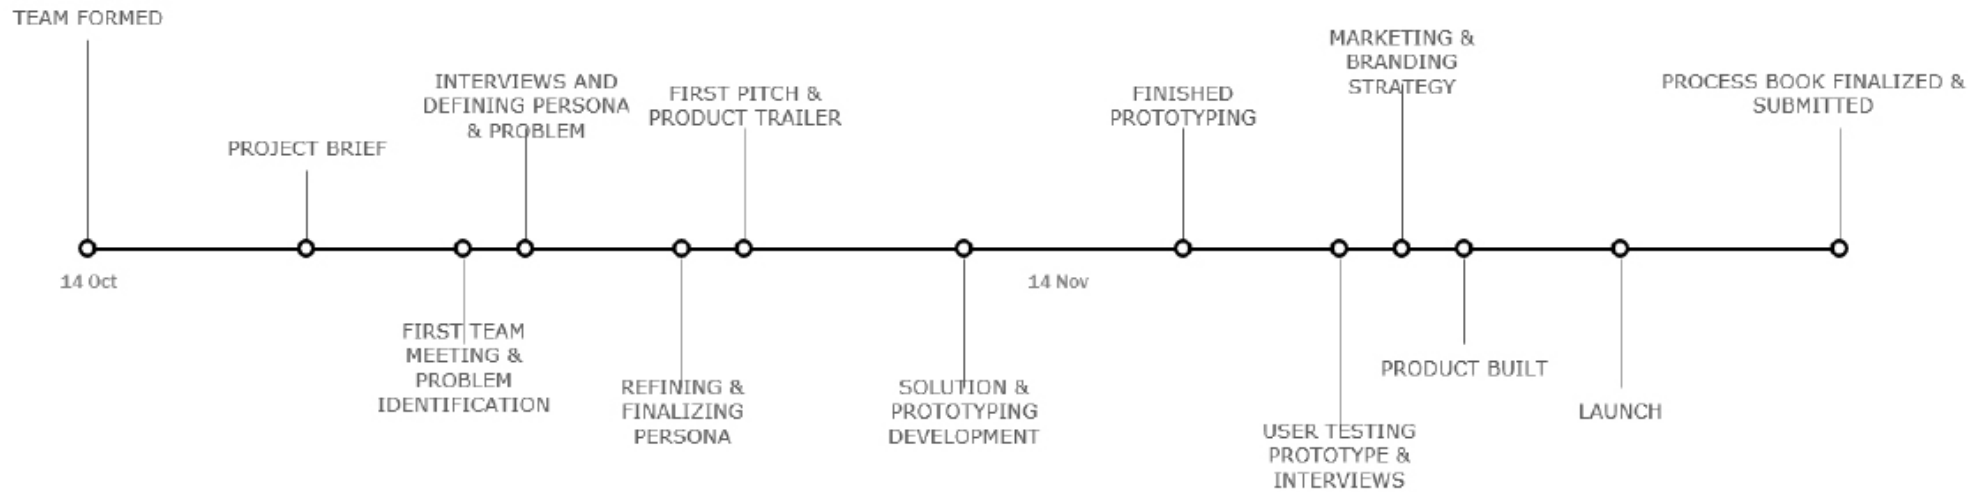 TEAM FORMED
PROJECT BRIEF
INTERVIEWS AND
DEFINING PERSONA
& PROBLEM
FIRST PITCH &
PRODUCT TRAILER
FINISHED
PROTOTYPING
MARKETING &
BRANDING
STRATEGY
PROCESS BOOK FINALIZED &
SUBMITTED
14 Oct
14 Nov
FIRST TEAM
MEETING &
PROBLEM
IDENTIFICATION
REFINING &
FINALIZING
PERSONA
SOLUTION &
PROTOTYPING
DEVELOPMENT
USER TESTING
PROTOTYPE &
INTERVIEWS
PRODUCT BUILT
LAUNCH